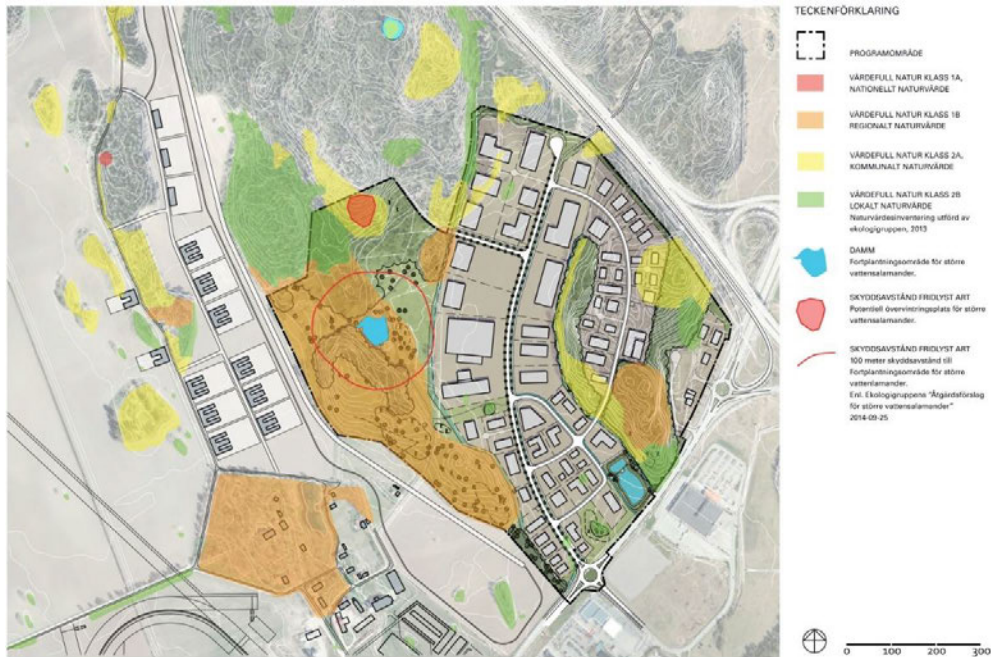 TECKENFÖRKLARING
PROGRAMOMRÅDE
VÄRDEFULL NATUR KLASS 1A,
NATIONELLT NATURVÄRDE
VÄRDEFULL NATUR KLASS 1B
REGIONALT NATURVÄRDE
VÄRDEFULL NATUR KLASS 2A,
KOMMUNALT NATURVÄRDE
VÄRDEFULL NATUR KLASS 2B
LOKALT NATURVÄRDE
Naturvärdesinventering utförd av
ekologigruppen, 2013
DAMM
Fortplantningsområde för större
vattensalamander.
SKYDDSAVSTÅND FRIDLYST ART
Potentiell övervintringsplats för större
vattensalamander.
SKYDDSAVSTÅND FRIDLYST ART
100 meter skyddsavstånd till
Fortplantningsområde för större
vattenlamander.
Enl. Ekologigruppens "Åtgärdsförslag
för större vattensalamander"
2014-09-25
0 100 200 300